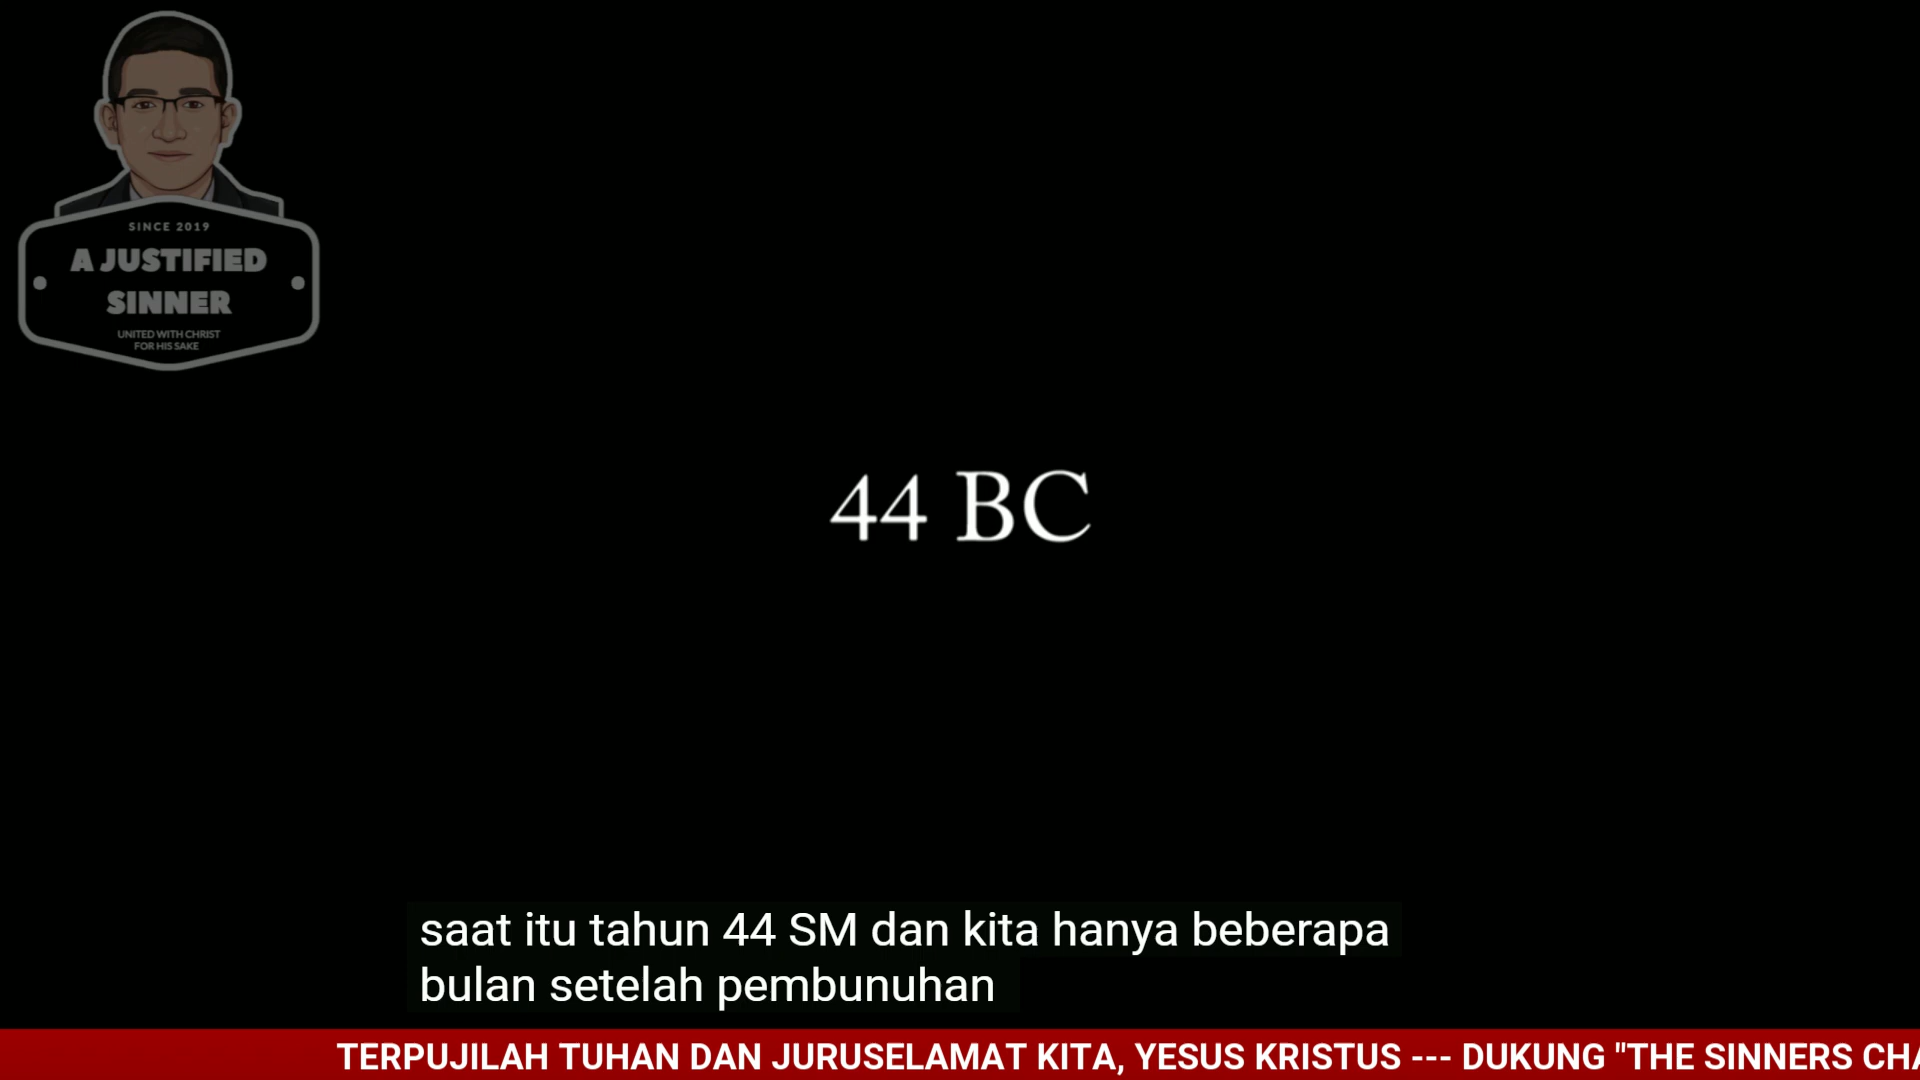 SINCE 2019
A JUSTIFIED
SINNER
UNITED WITH CHRIST
FOR HIS SAKE
44 BC
saat itu tahun 44 SM dan kita hanya beberapa
bulan setelah pembunuhan
TERPUJILAH TUHAN DAN JURUSELAMAT KITA, YESUS KRISTUS --- DUKUNG "THE SINNERS